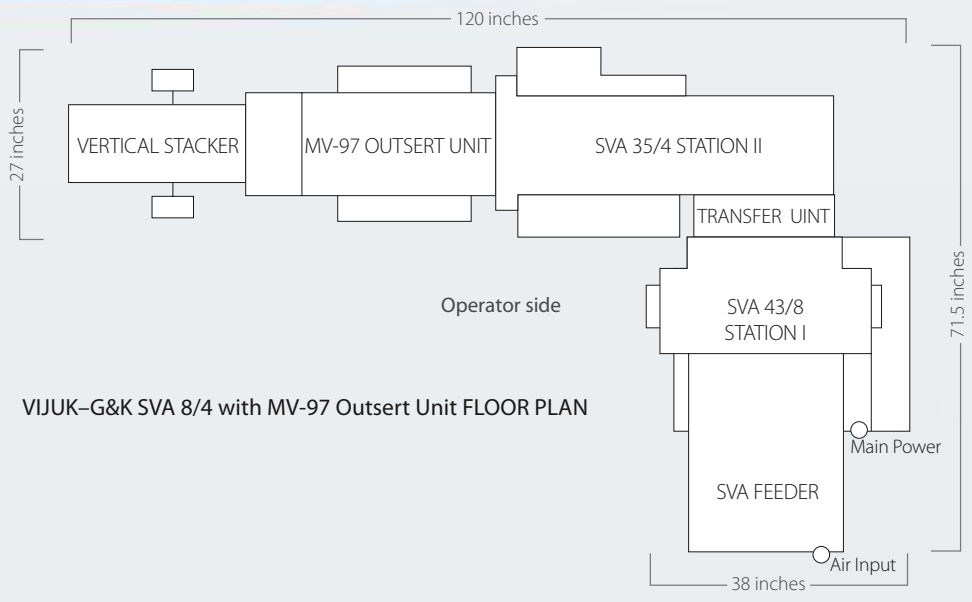 120 inches
27 inches
VERTICAL STACKER
MV-97 OUTSERT UNIT
SVA 35/4 STATION II
TRANSFER UINT
71.5 inches
Operator side
SVA 43/8
STATION I
VIJUK–G&K SVA 8/4 with MV-97 Outsert Unit FLOOR PLAN
Main Power
SVA FEEDER
Air Input
38 inches